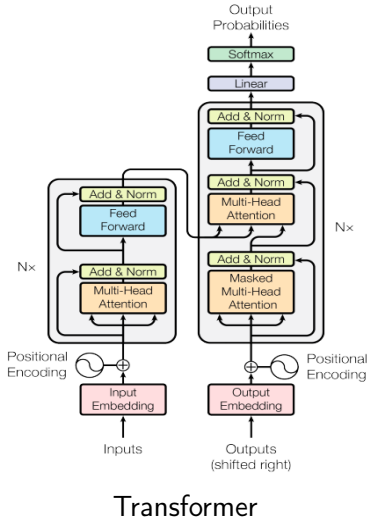 Output
Probabilities
Softmax
Linear
Add & Norm
Feed
Forward
Add & Norm
Multi-Head
Attention
Add & Norm
Masked
Multi-Head
Attention
N×
Positional
Encoding
Output
Embedding
Outputs
(shifted right)
Add & Norm
Feed
Forward
Add & Norm
Multi-Head
Attention
N×
Positional
Encoding
Input
Embedding
Inputs
Transformer